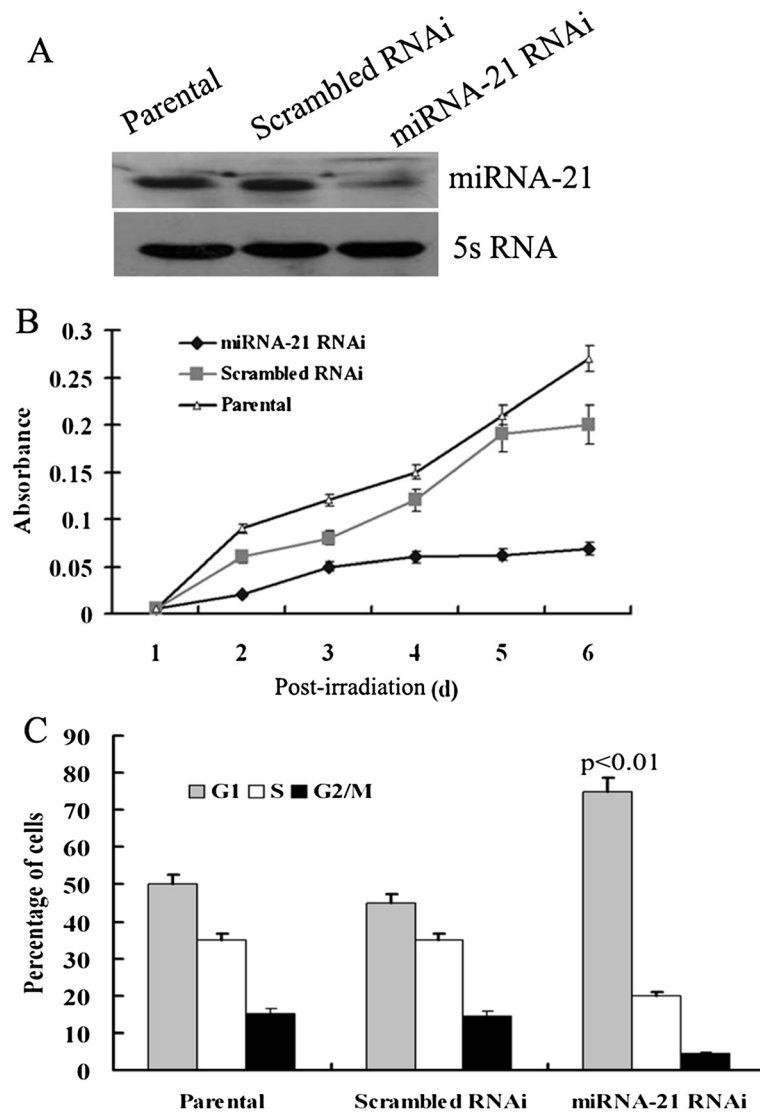 A
Parental
Scrambled RNAi
miRNA-21 RNAi
miRNA-21
5s RNA
B
0.3
0.25
0.2
0.15
0.1
0.05
0
Absorbance
miRNA-21 RNAi
Scrambled RNAi
Parental
1 2 3 4 5 6
Post-irradiation (d)
C
90
80
70
60
50
40
30
20
10
0
Percentage of cells
G1 S G2/M
p<0.01
Parental Scrambled RNAi miRNA-21 RNAi